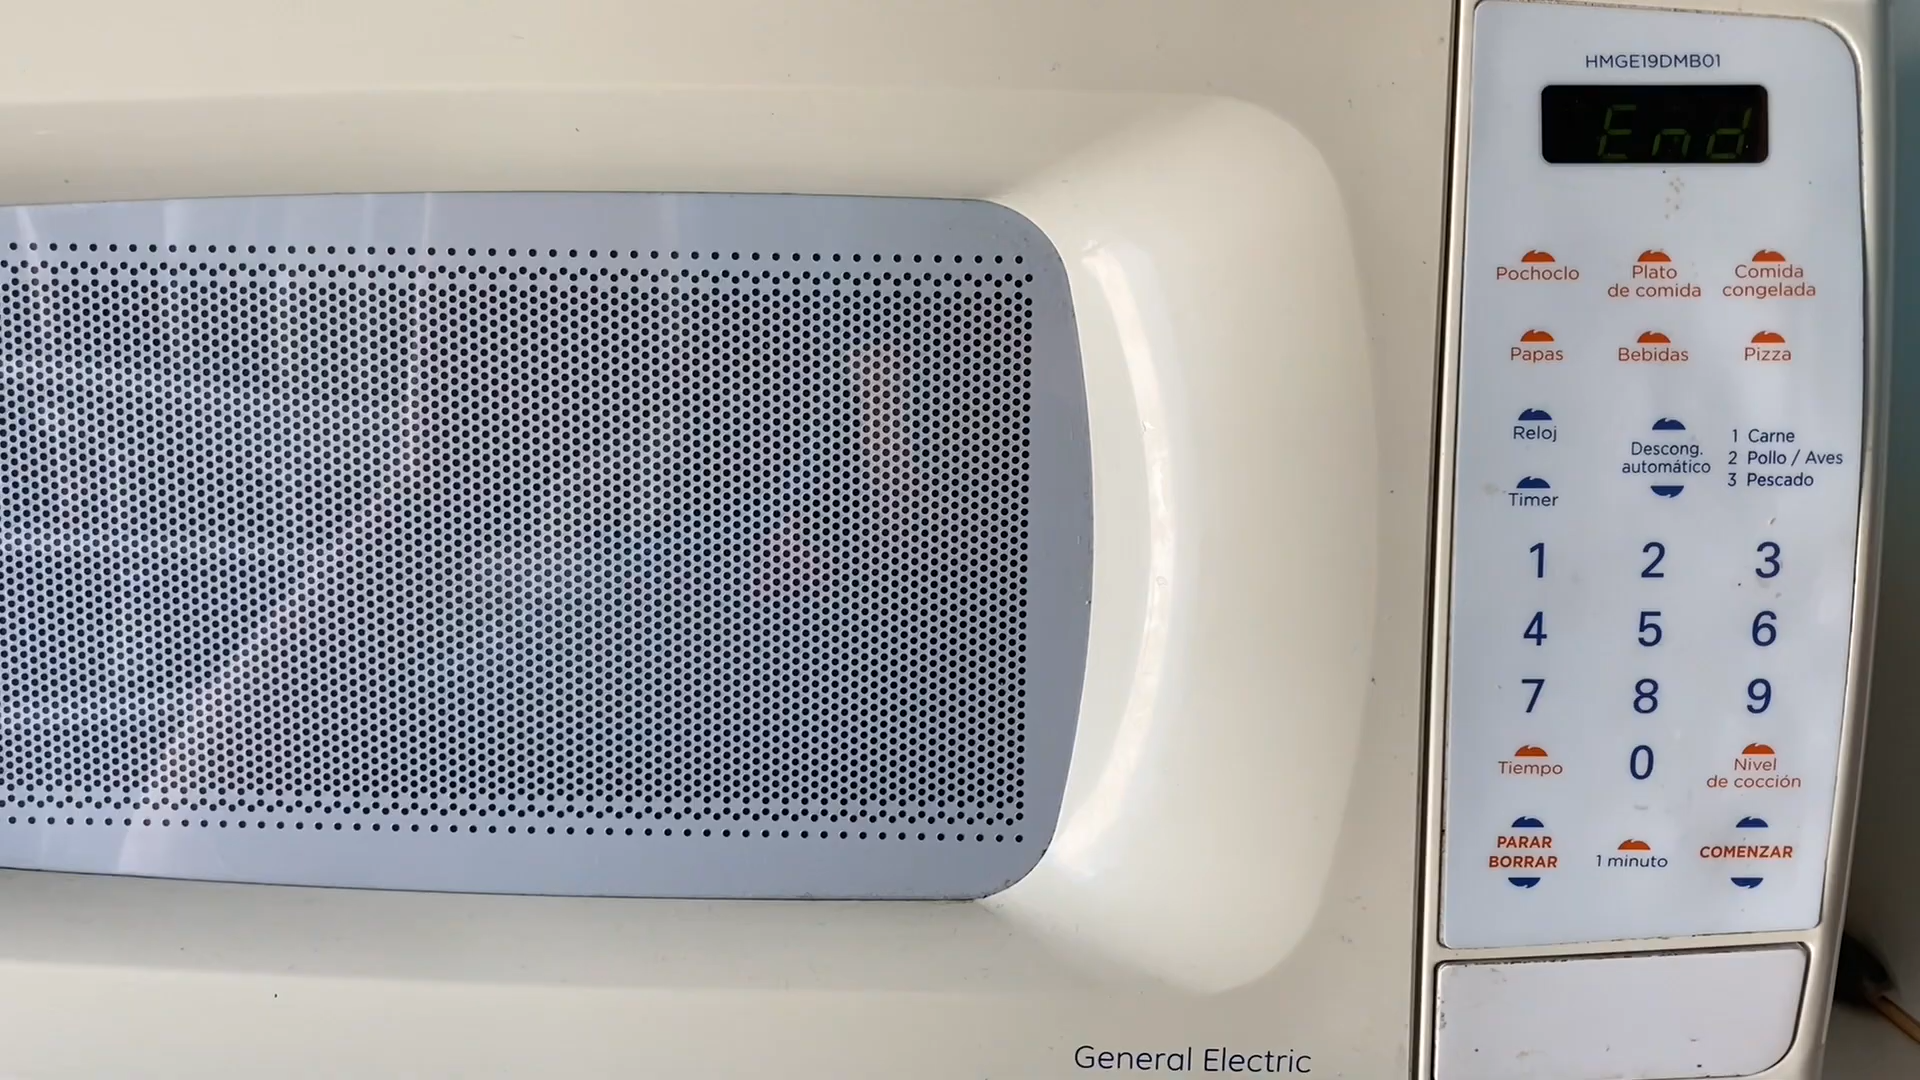 HMGE19DMB01
End
Pochoclo
Plato
de comida
Comida
congelada
Papas
Bebidas
Pizza
Reloj
Descong.
automático
1 Carne
2 Pollo / Aves
3 Pescado
Timer
1 2 3
4 5 6
7 8 9
Tiempo
0
Nivel
de cocción
PARAR
BORRAR
1 minuto
COMENZAR
General Electric